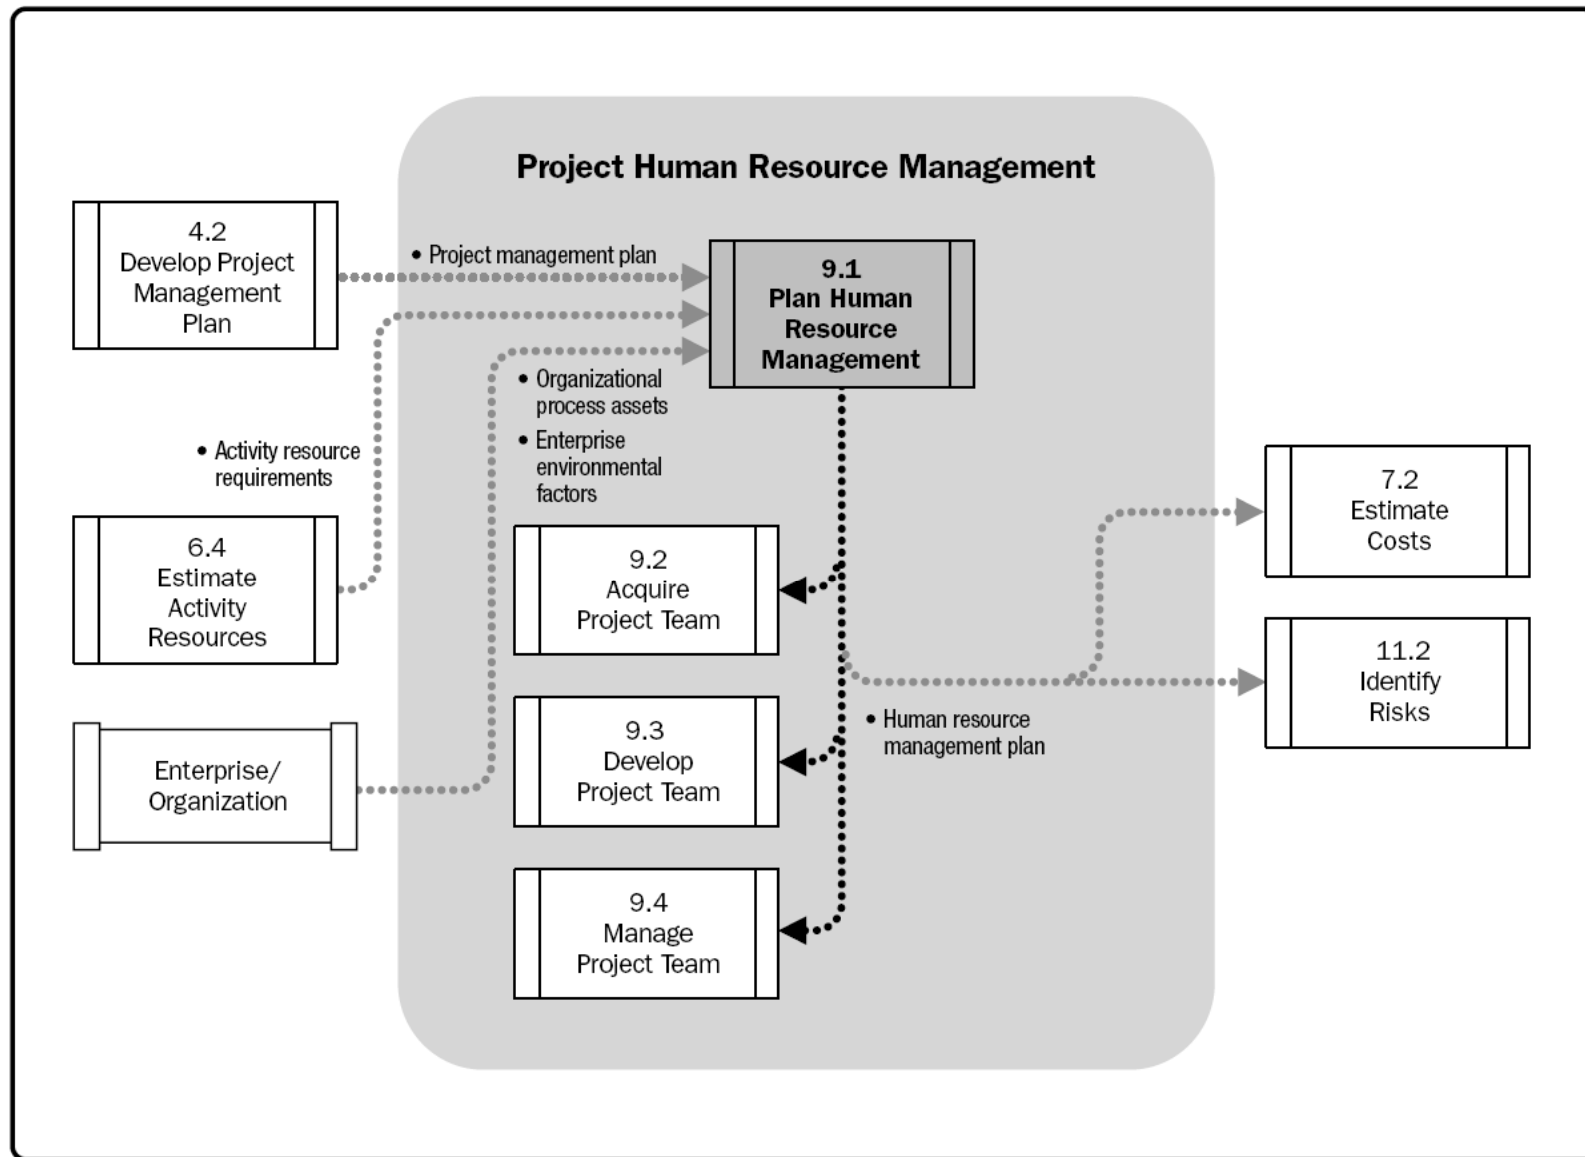 Project Human Resource Management
4.2
Develop Project
Management
Plan
• Project management plan
9.1
Plan Human
Resource
Management
• Organizational
process assets
• Enterprise
environmental
factors
• Activity resource
requirements
6.4
Estimate
Activity
Resources
7.2
Estimate
Costs
9.2
Acquire
Project Team
11.2
Identify
Risks
9.3
Develop
Project Team
• Human resource
management plan
Enterprise/
Organization
9.4
Manage
Project Team